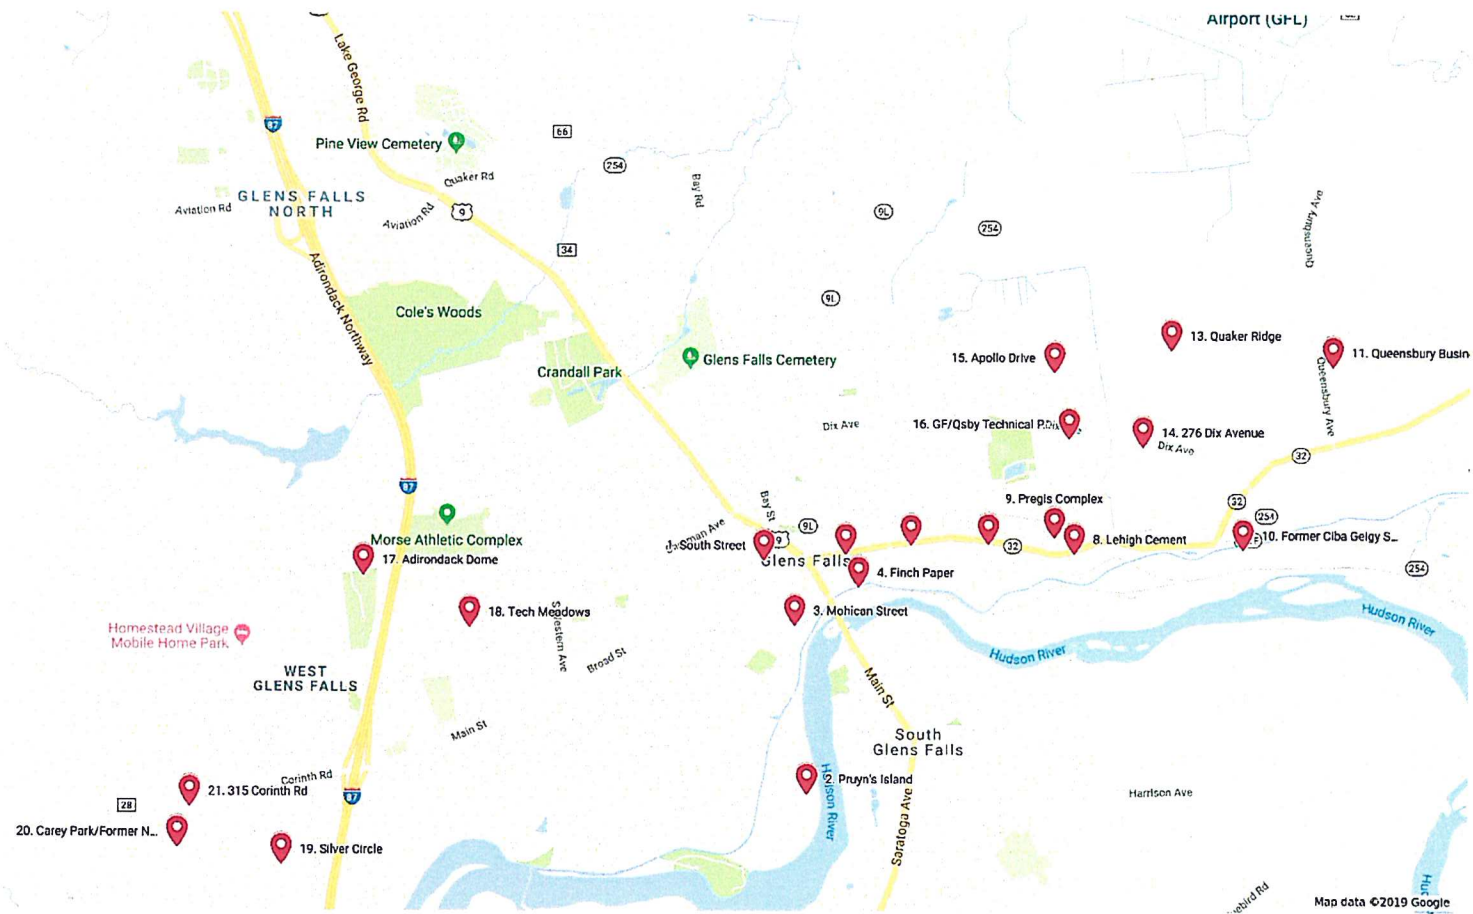 Airport (GFL)
Lake George Rd
87
Pine View Cemetery
66
254
Quaker Rd
Bay Rd
GLENS FALLS
NORTH
Aviation Rd
Aviation Rd
9
9L
254
Queensbury Ave
34
Adirondack Northway
Cole's Woods
9L
13. Quaker Ridge
15. Apollo Drive
11. Queensbury Busin
Glens Falls Cemetery
Crandall Park
Queensbury Ave
Dix Ave
16. GF/Qsby Technical P...
14. 276 Dix Avenue
Dix Ave
32
87
Bay St
9. Pregis Complex
32
254
9L
Morse Athletic Complex
1. South Street
9
32
8. Lehigh Cement
10. Former Ciba Geigy S...
17. Adirondack Dome
Glens Falls
4. Finch Paper
254
18. Tech Meadows
3. Mohican Street
Hudson River
Homestead Village
Mobile Home Park
Western Ave
Broad St
Hudson River
WEST
GLENS FALLS
Main St
Main St
South
Glens Falls
Corinth Rd
2. Pruyn's Island
21. 315 Corinth Rd
87
Hudson River
Harrison Ave
28
20. Carey Park/Former N...
19. Silver Circle
Saratoga Ave
Map data ©2019 Google